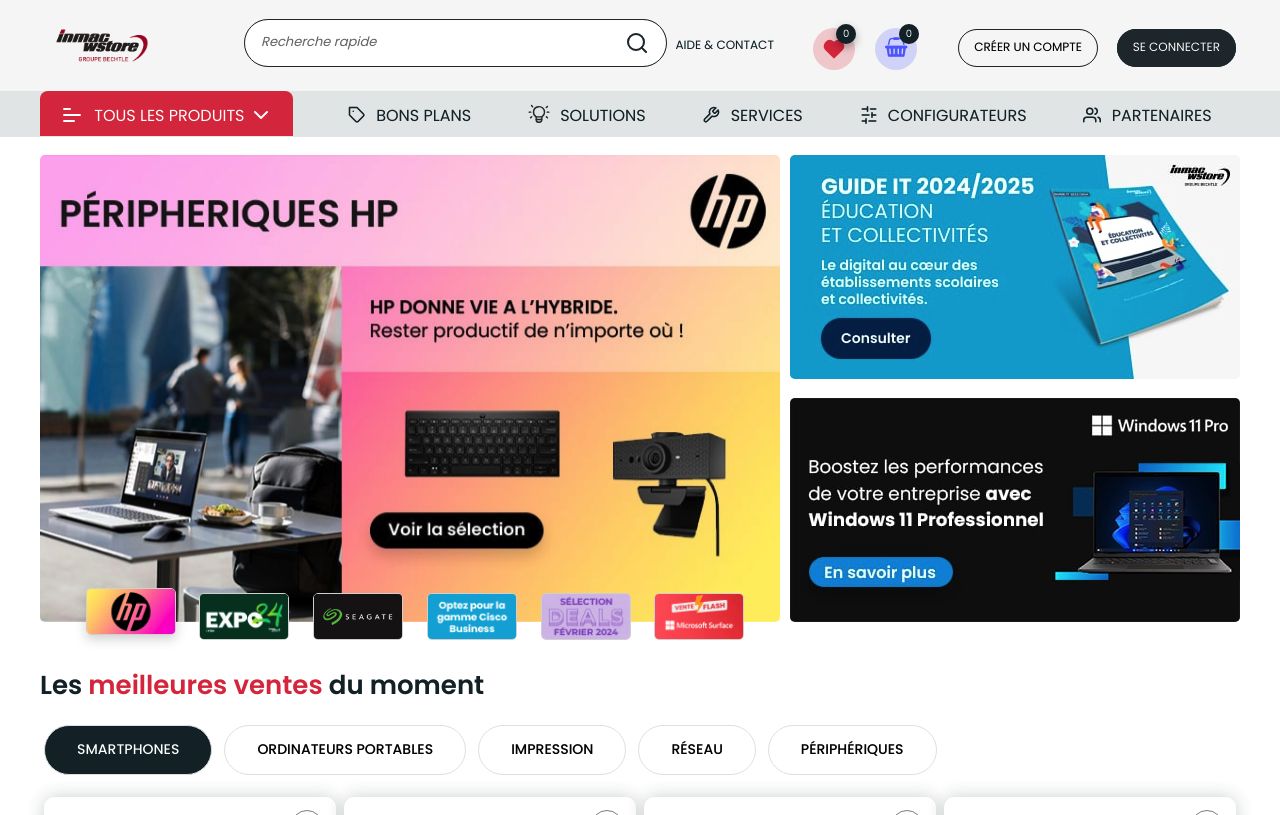 inmac wstore
GROUPE BECHTLE
Recherche rapide
AIDE & CONTACT
0
0
CRÉER UN COMPTE
SE CONNECTER
TOUS LES PRODUITS
BONS PLANS
SOLUTIONS
SERVICES
CONFIGURATEURS
PARTENAIRES
PÉRIPHERIQUES HP
hp
HP DONNE VIE A L’HYBRIDE.
Rester productif de n’importe où !
Voir la sélection
GUIDE IT 2024/2025
ÉDUCATION
ET COLLECTIVITÉS
Le digital au cœur des
établissements scolaires
et collectivités.
Consulter
inmac wstore
GROUPE BECHTLE
ÉDUCATION
ET COLLECTIVITÉS
Windows 11 Pro
Boostez les performances
de votre entreprise avec
Windows 11 Professionnel
En savoir plus
hp
EXPO24
SEAGATE
Optez pour la
gamme Cisco
Business
SÉLECTION
DEALS
FÉVRIER 2024
VENTE FLASH
Microsoft Surface
Les meilleures ventes du moment
SMARTPHONES
ORDINATEURS PORTABLES
IMPRESSION
RÉSEAU
PÉRIPHÉRIQUES